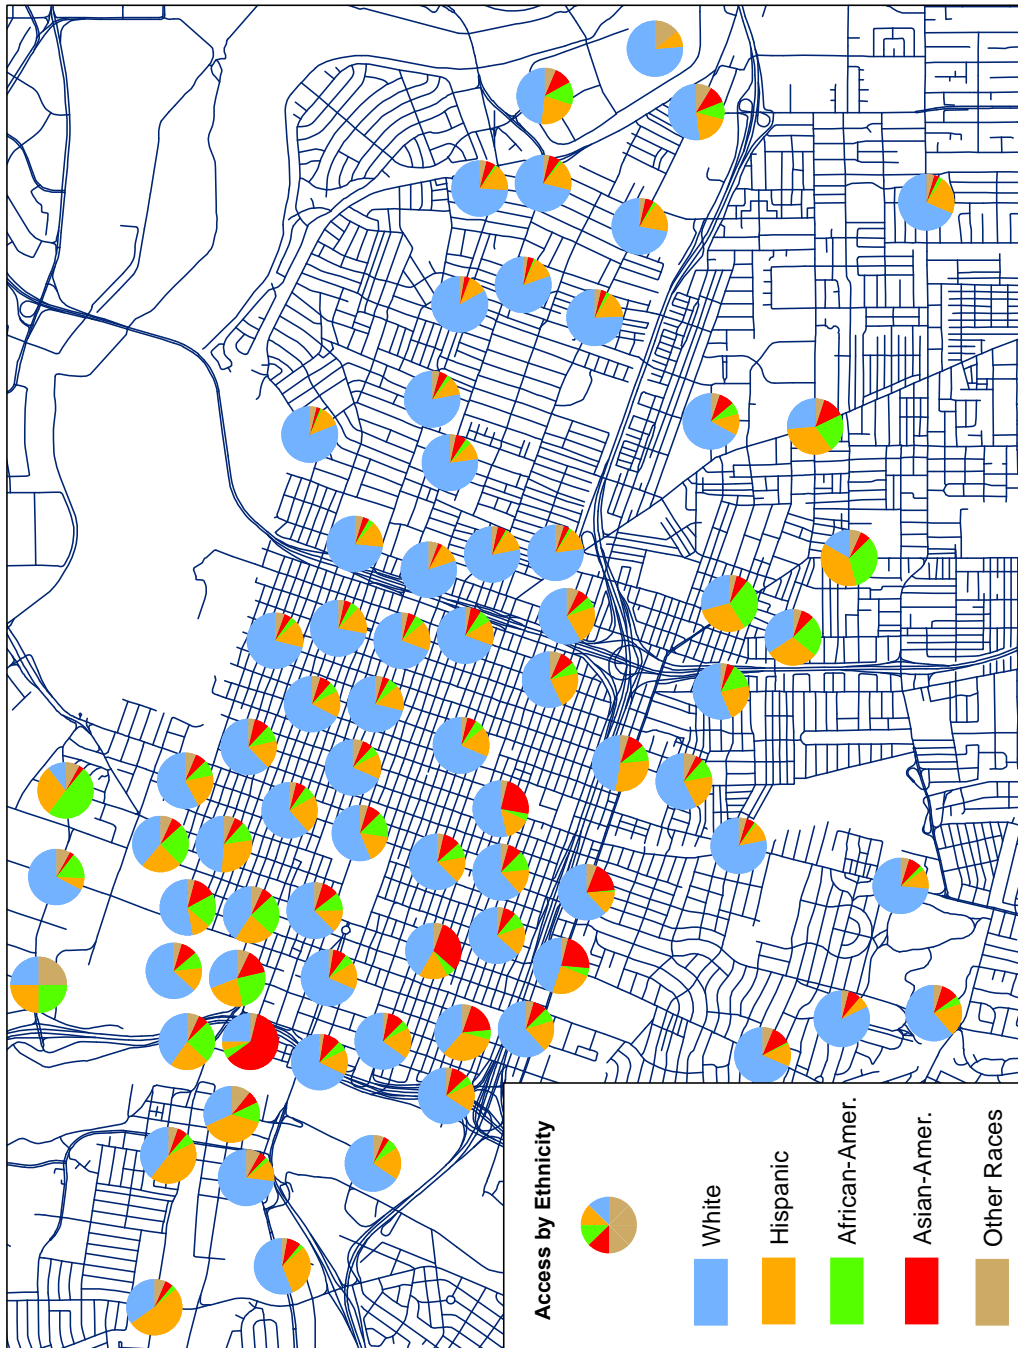 Access by Ethnicity
White
Hispanic
African-Amer.
Asian-Amer.
Other Races